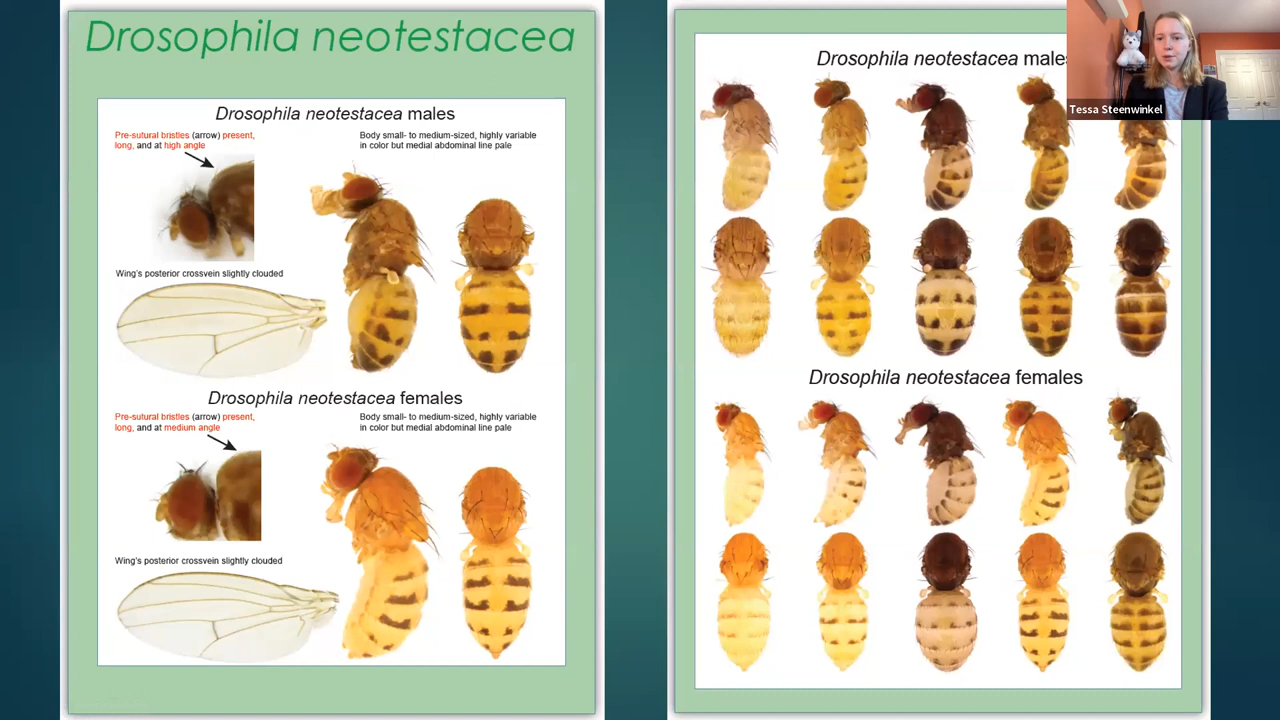 Drosophila neotestacea
Drosophila neotestacea males
Pre-sutural bristles (arrow) present,
long, and at high angle
Body small- to medium-sized, highly variable
in color but medial abdominal line pale
Wing's posterior crossvein slightly clouded
Drosophila neotestacea females
Pre-sutural bristles (arrow) present,
long, and at medium angle
Body small- to medium-sized, highly variable
in color but medial abdominal line pale
Wing's posterior crossvein slightly clouded
Drosophila neotestacea males
Tessa Steenwinkel
Drosophila neotestacea females